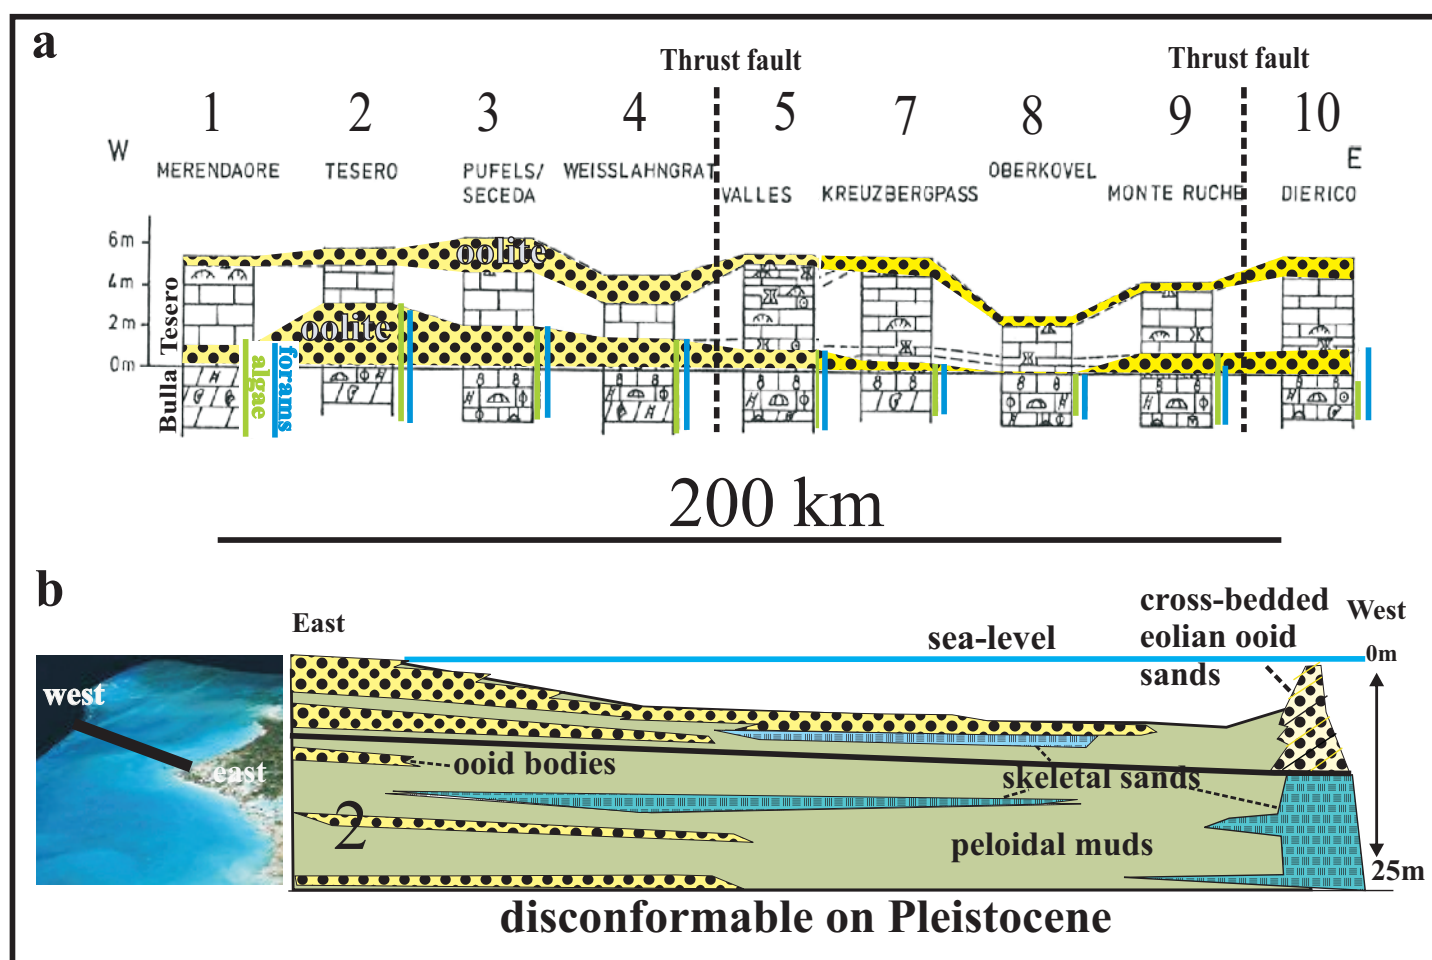 a
Thrust fault
Thrust fault
1 2 3 4 5 7 8 9 10
W
E
MERENDAORE
TESERO
PUFELS/
SECEDA
WEISSLAHNGRAT
VALLES
KREUZBERGPASS
OBERKOVEL
MONTE RUCHE
DIERICO
6m
4m
2m
0m
Tesero
Bulla
oolite
oolite
algae
forams
200 km
b
East
West
sea-level
cross-bedded
eolian ooid
sands
0m
west
east
ooid bodies
skeletal sands
2
peloidal muds
25m
disconformable on Pleistocene